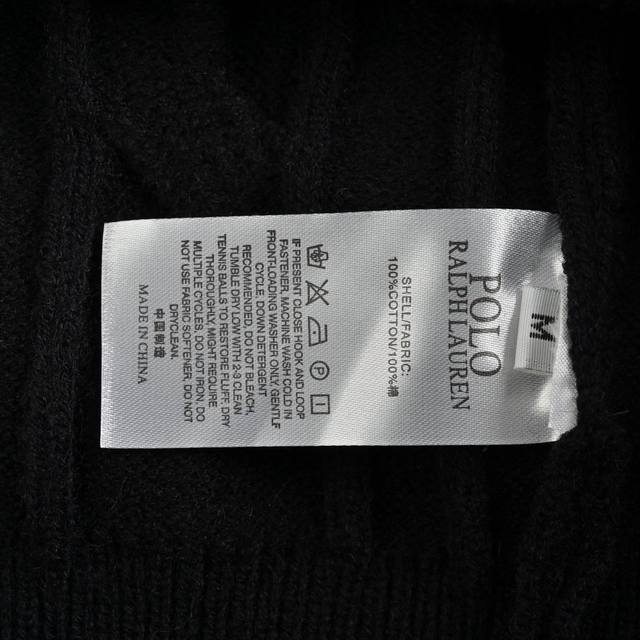 M
POLO
RALPH LAUREN
SHELL/FABRIC:
100%COTTON/100%棉
IF PRESENT CLOSE HOOK AND LOOP
FASTENER, MACHINE WASH COLD IN
FRONT-LOADING WASHER ONLY, GENTLE
CYCLE. DOWN DETERGENT
RECOMMENDED. DO NOT BLEACH,
TUMBLE DRY LOW WITH 2-3 CLEAN
TENNIS BALLS TO RESTORE LIFE. DRY
THOROUGHLY MIGHT REQUIRE
MULTIPLE CYCLES. DO NOT IRON, DO
NOT USE FABRIC SOFTENER. DO NOT
DRYCLEAN.
中国制造
MADE IN CHINA